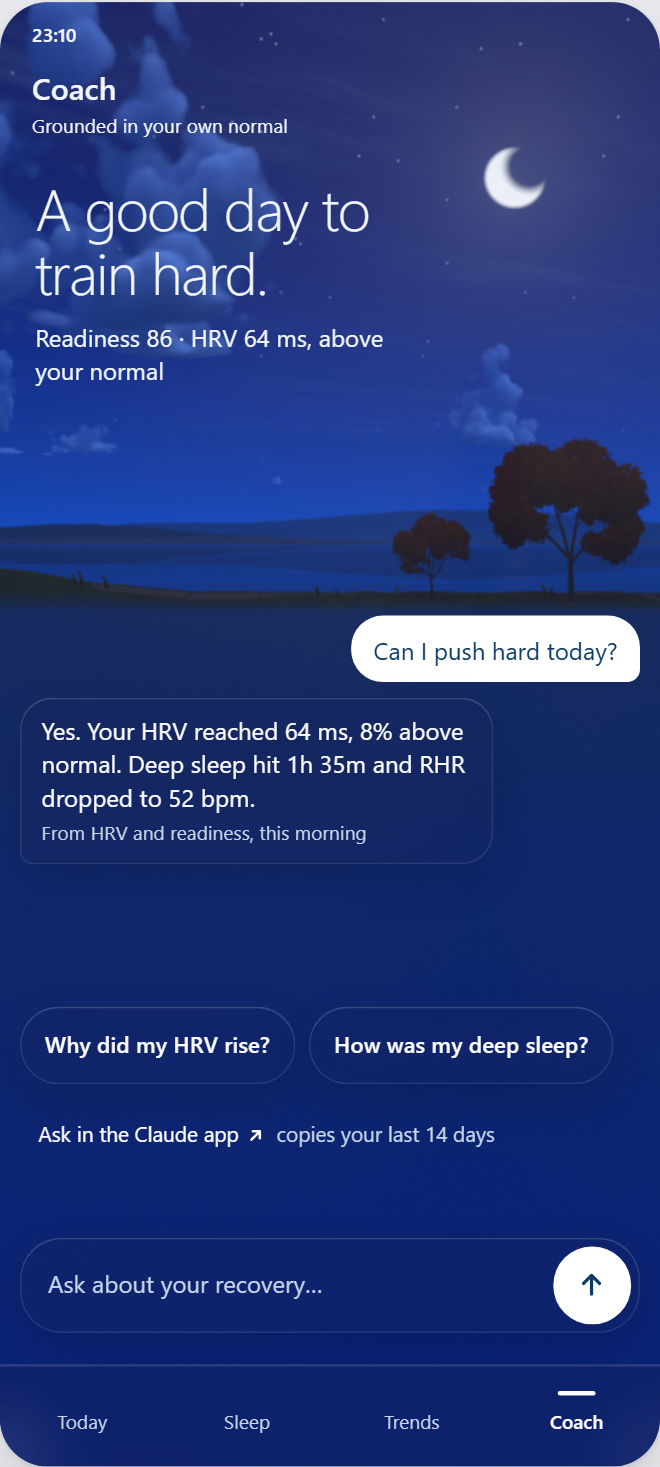 23:10
Coach
Grounded in your own normal
A good day to
train hard.
Readiness 86 · HRV 64 ms, above
your normal
Can I push hard today?
Yes. Your HRV reached 64 ms, 8% above
normal. Deep sleep hit 1h 35m and RHR
dropped to 52 bpm.
From HRV and readiness, this morning
Why did my HRV rise?
How was my deep sleep?
Ask in the Claude app ↗ copies your last 14 days
Ask about your recovery...
Today
Sleep
Trends
Coach